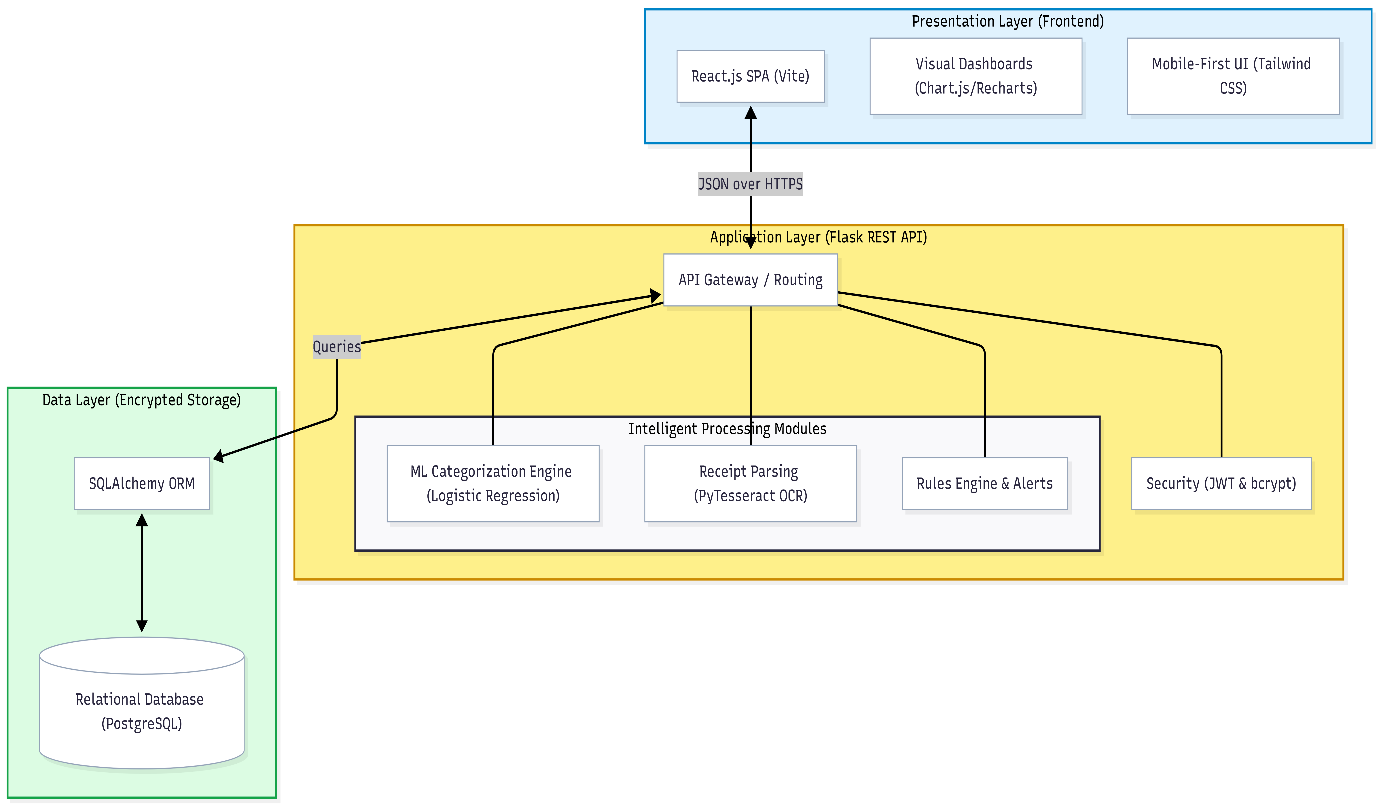 Presentation Layer (Frontend)
React.js SPA (Vite)
Visual Dashboards
(Chart.js/Recharts)
Mobile-First UI (Tailwind
CSS)
JSON over HTTPS
Application Layer (Flask REST API)
API Gateway / Routing
Queries
Data Layer (Encrypted Storage)
Intelligent Processing Modules
ML Categorization Engine
(Logistic Regression)
Receipt Parsing
(PyTesseract OCR)
Rules Engine & Alerts
Security (JWT & bcrypt)
SQLAlchemy ORM
Relational Database
(PostgreSQL)